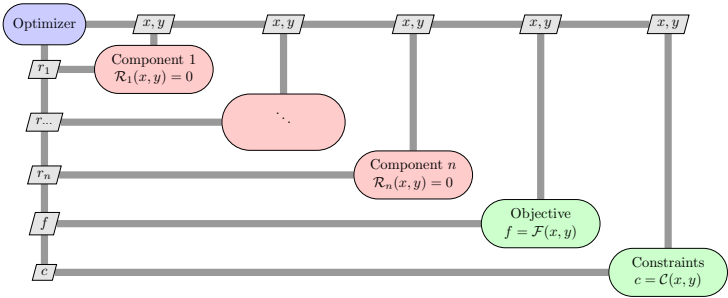 Optimizer
x, y
x, y
x, y
x, y
x, y
r₁
Component 1
ℛ₁(x, y) = 0
r...
⋱
rₙ
Component n
ℛₙ(x, y) = 0
f
Objective
f = ℱ(x, y)
c
Constraints
c = 𝒞(x, y)